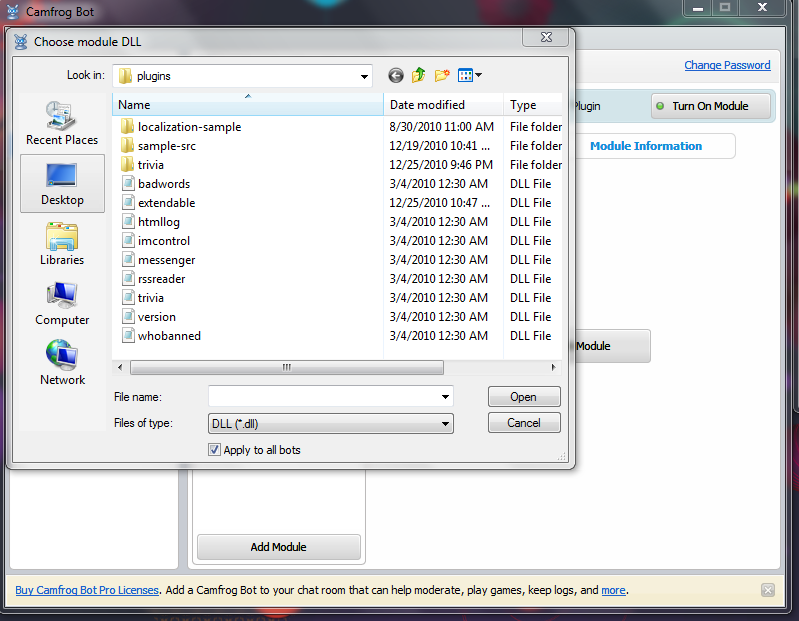 Camfrog Bot
Choose module DLL
Look in: plugins
Change Password
Plugin
Turn On Module
Module Information
Recent Places
Desktop
Libraries
Computer
Network
Name Date modified Type
localization-sample 8/30/2010 11:00 AM File folder
sample-src 12/19/2010 10:41 ... File folder
trivia 12/25/2010 9:46 PM File folder
badwords 3/4/2010 12:30 AM DLL File
extendable 12/25/2010 10:47 ... DLL File
htmllog 3/4/2010 12:30 AM DLL File
imcontrol 3/4/2010 12:30 AM DLL File
messenger 3/4/2010 12:30 AM DLL File
rssreader 3/4/2010 12:30 AM DLL File
trivia 3/4/2010 12:30 AM DLL File
version 3/4/2010 12:30 AM DLL File
whobanned 3/4/2010 12:30 AM DLL File
Module
File name:
Open
Files of type: DLL (*.dll)
Cancel
Apply to all bots
Add Module
Buy Camfrog Bot Pro Licenses. Add a Camfrog Bot to your chat room that can help moderate, play games, keep logs, and more.